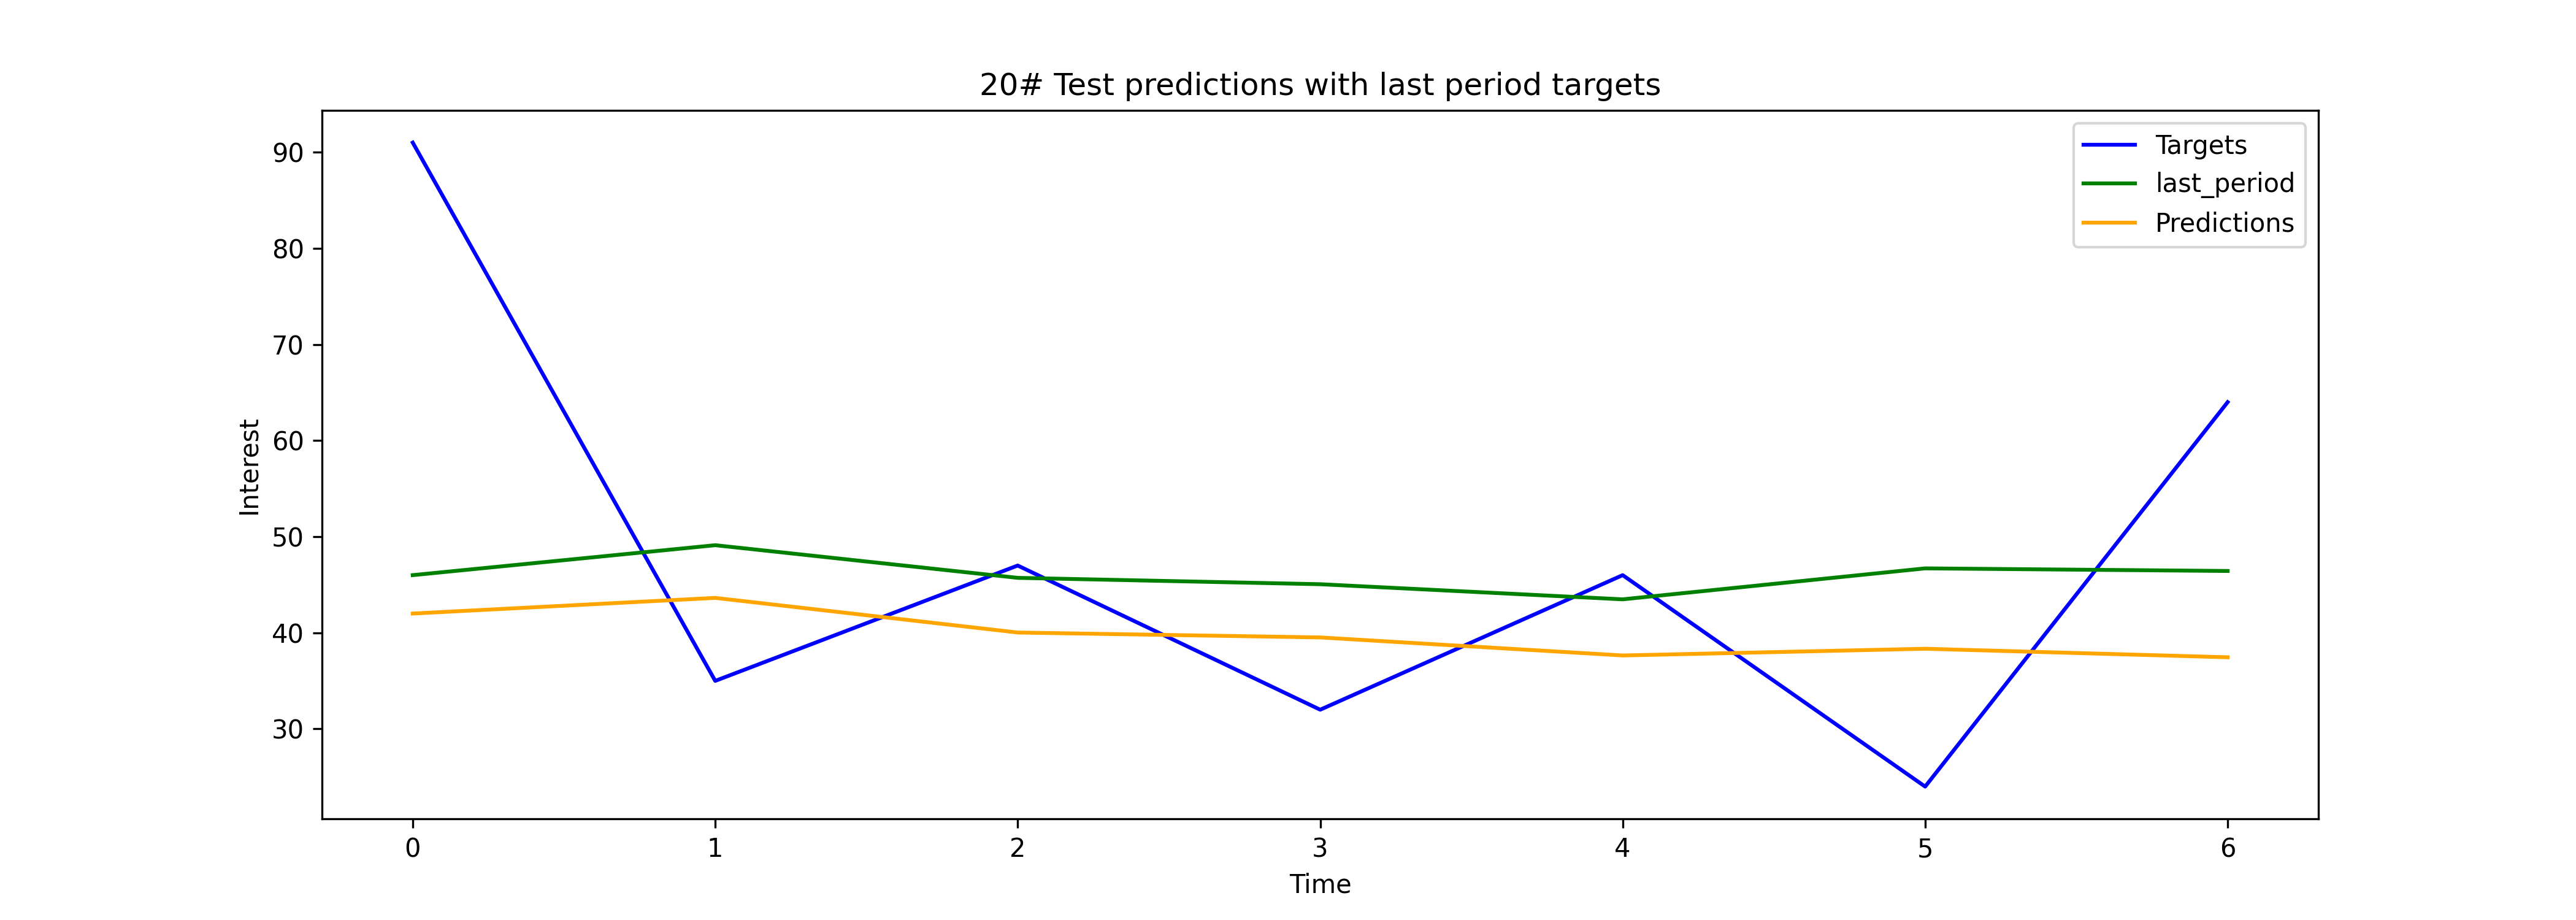 20# Test predictions with last period targets
Targets
last_period
Predictions
90
80
70
60
50
40
30
Interest
0 1 2 3 4 5 6
Time